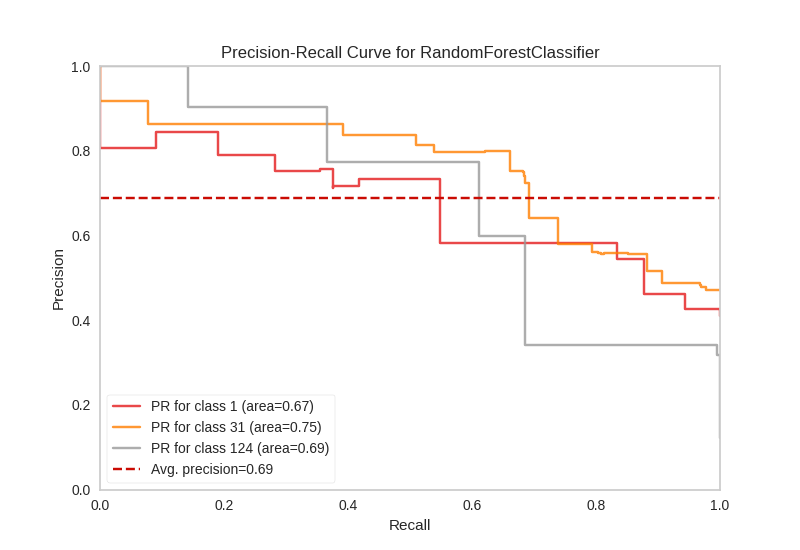 Precision-Recall Curve for RandomForestClassifier
1.0
0.8
0.6
0.4
0.2
0.0
Precision
PR for class 1 (area=0.67)
PR for class 31 (area=0.75)
PR for class 124 (area=0.69)
Avg. precision=0.69
0.0 0.2 0.4 0.6 0.8 1.0
Recall